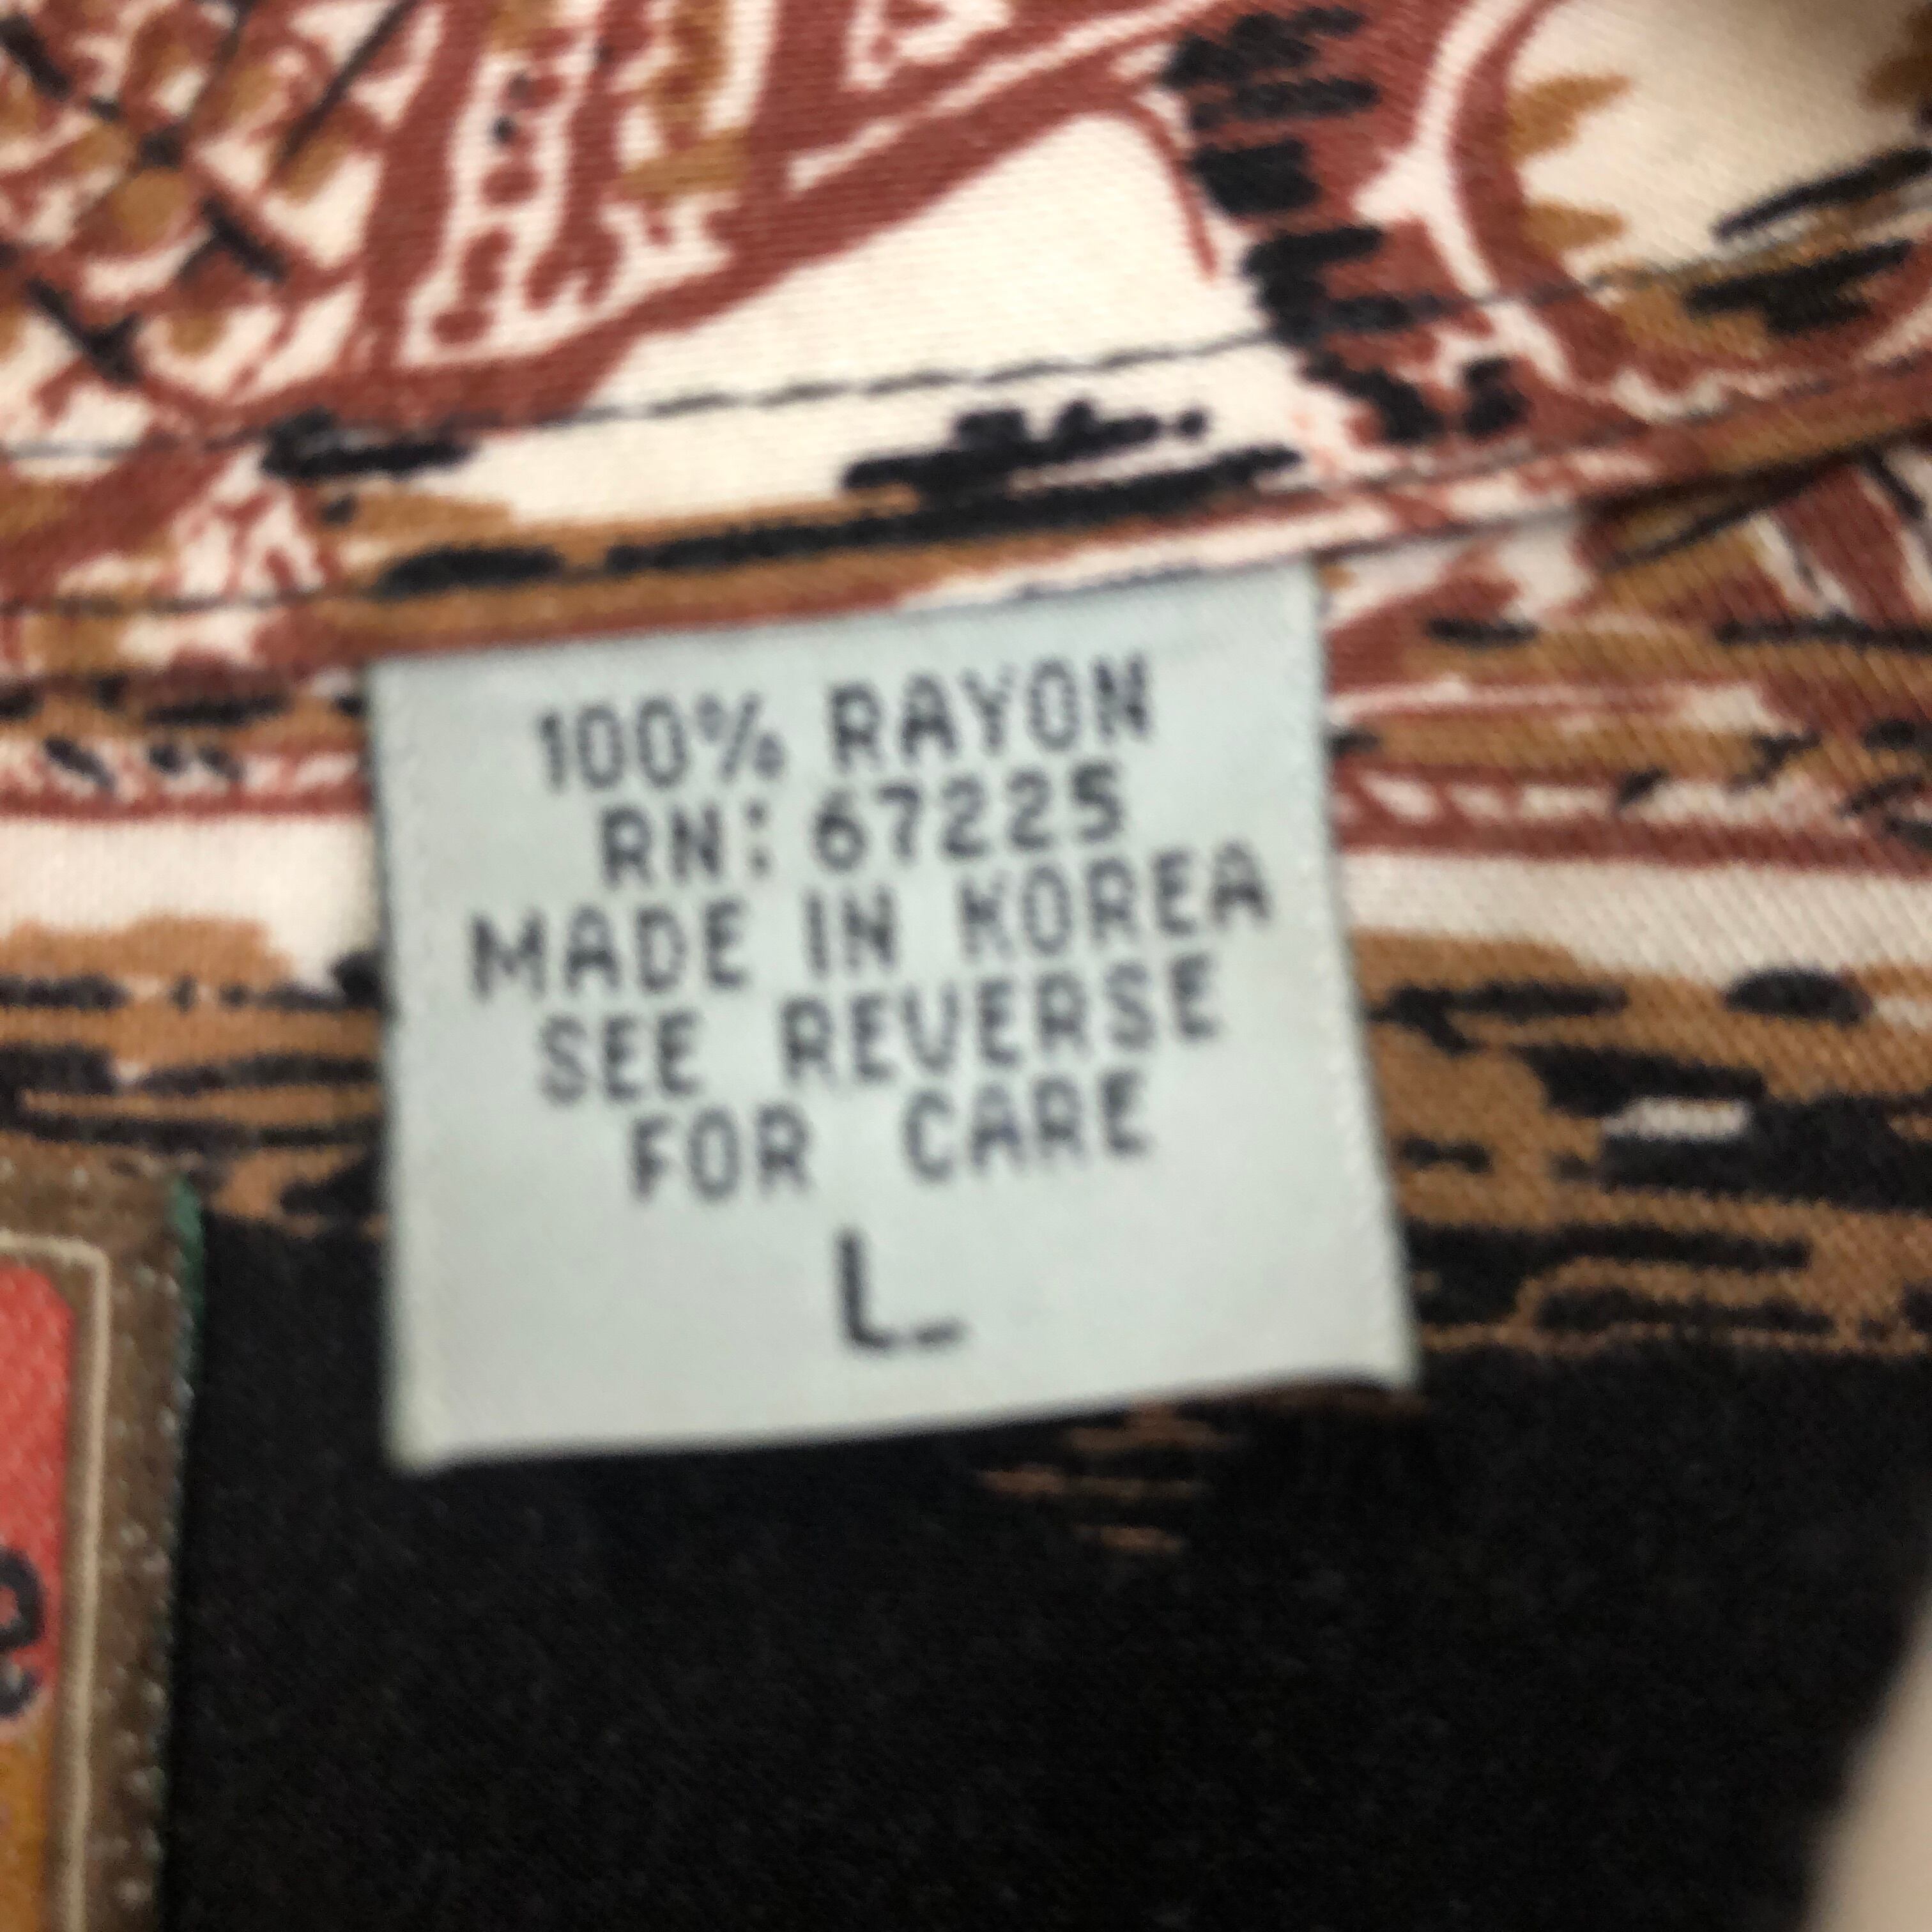 100% RAYON
RN: 67225
MADE IN KOREA
SEE REVERSE
FOR CARE
L